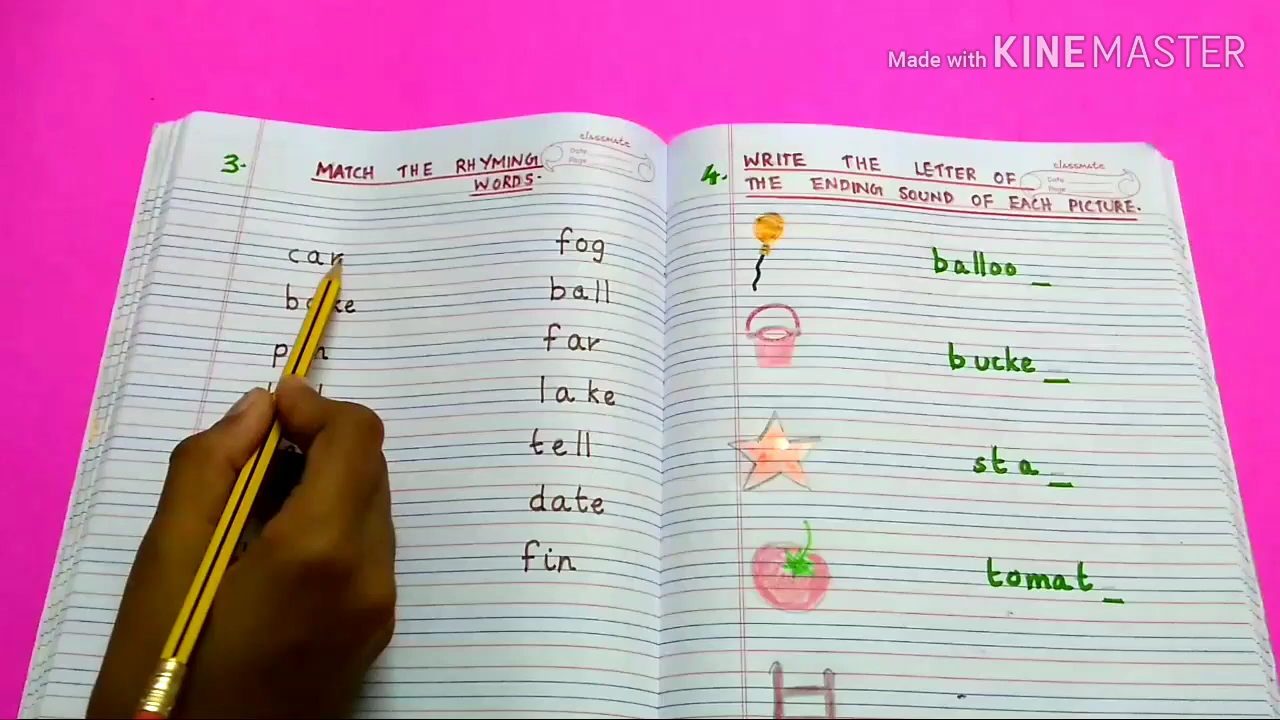 Made with KINEMASTER
3. MATCH THE RHYMING
WORDS.
classmate
Date
Page
car
fog
ball
far
lake
tell
date
fin
4. WRITE THE LETTER OF
THE ENDING SOUND OF EACH PICTURE.
classmate
Date
Page
balloo _
bucke _
sta _
tomat _